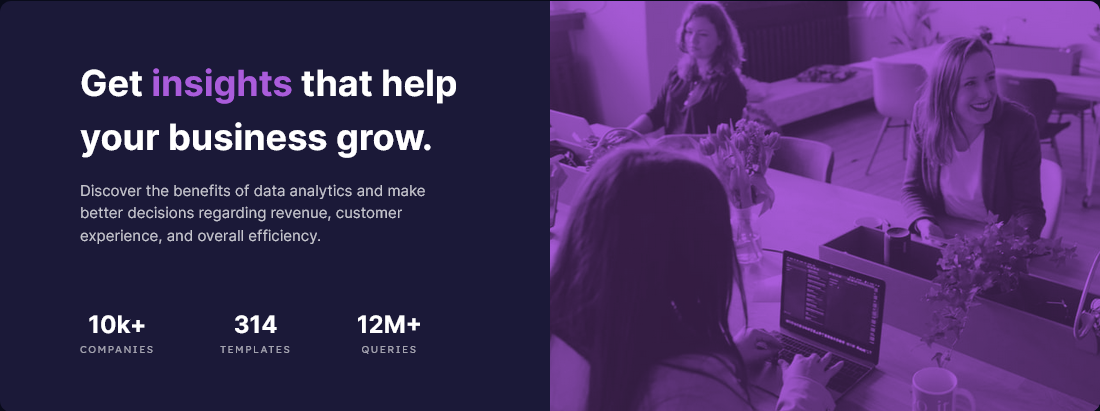 Get insights that help
your business grow.
Discover the benefits of data analytics and make
better decisions regarding revenue, customer
experience, and overall efficiency.
10k+ 314 12M+
COMPANIES TEMPLATES QUERIES